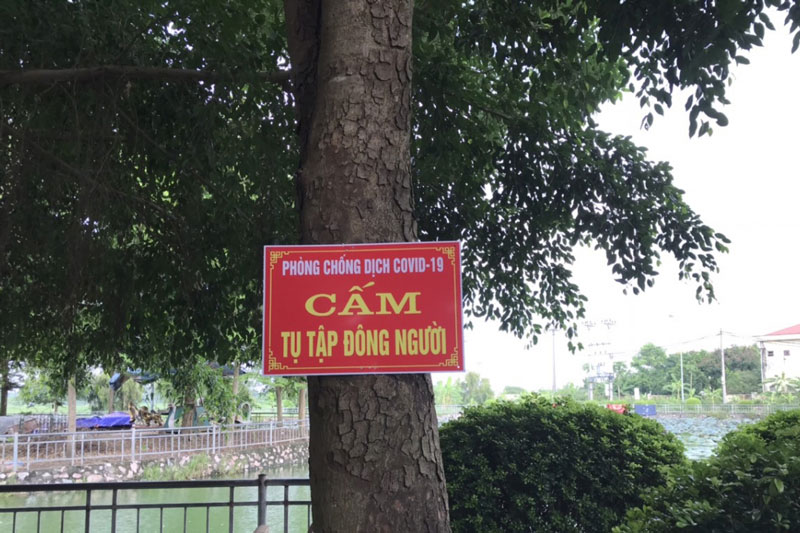 PHÒNG CHỐNG DỊCH COVID-19
CẤM
TỤ TẬP ĐÔNG NGƯỜI